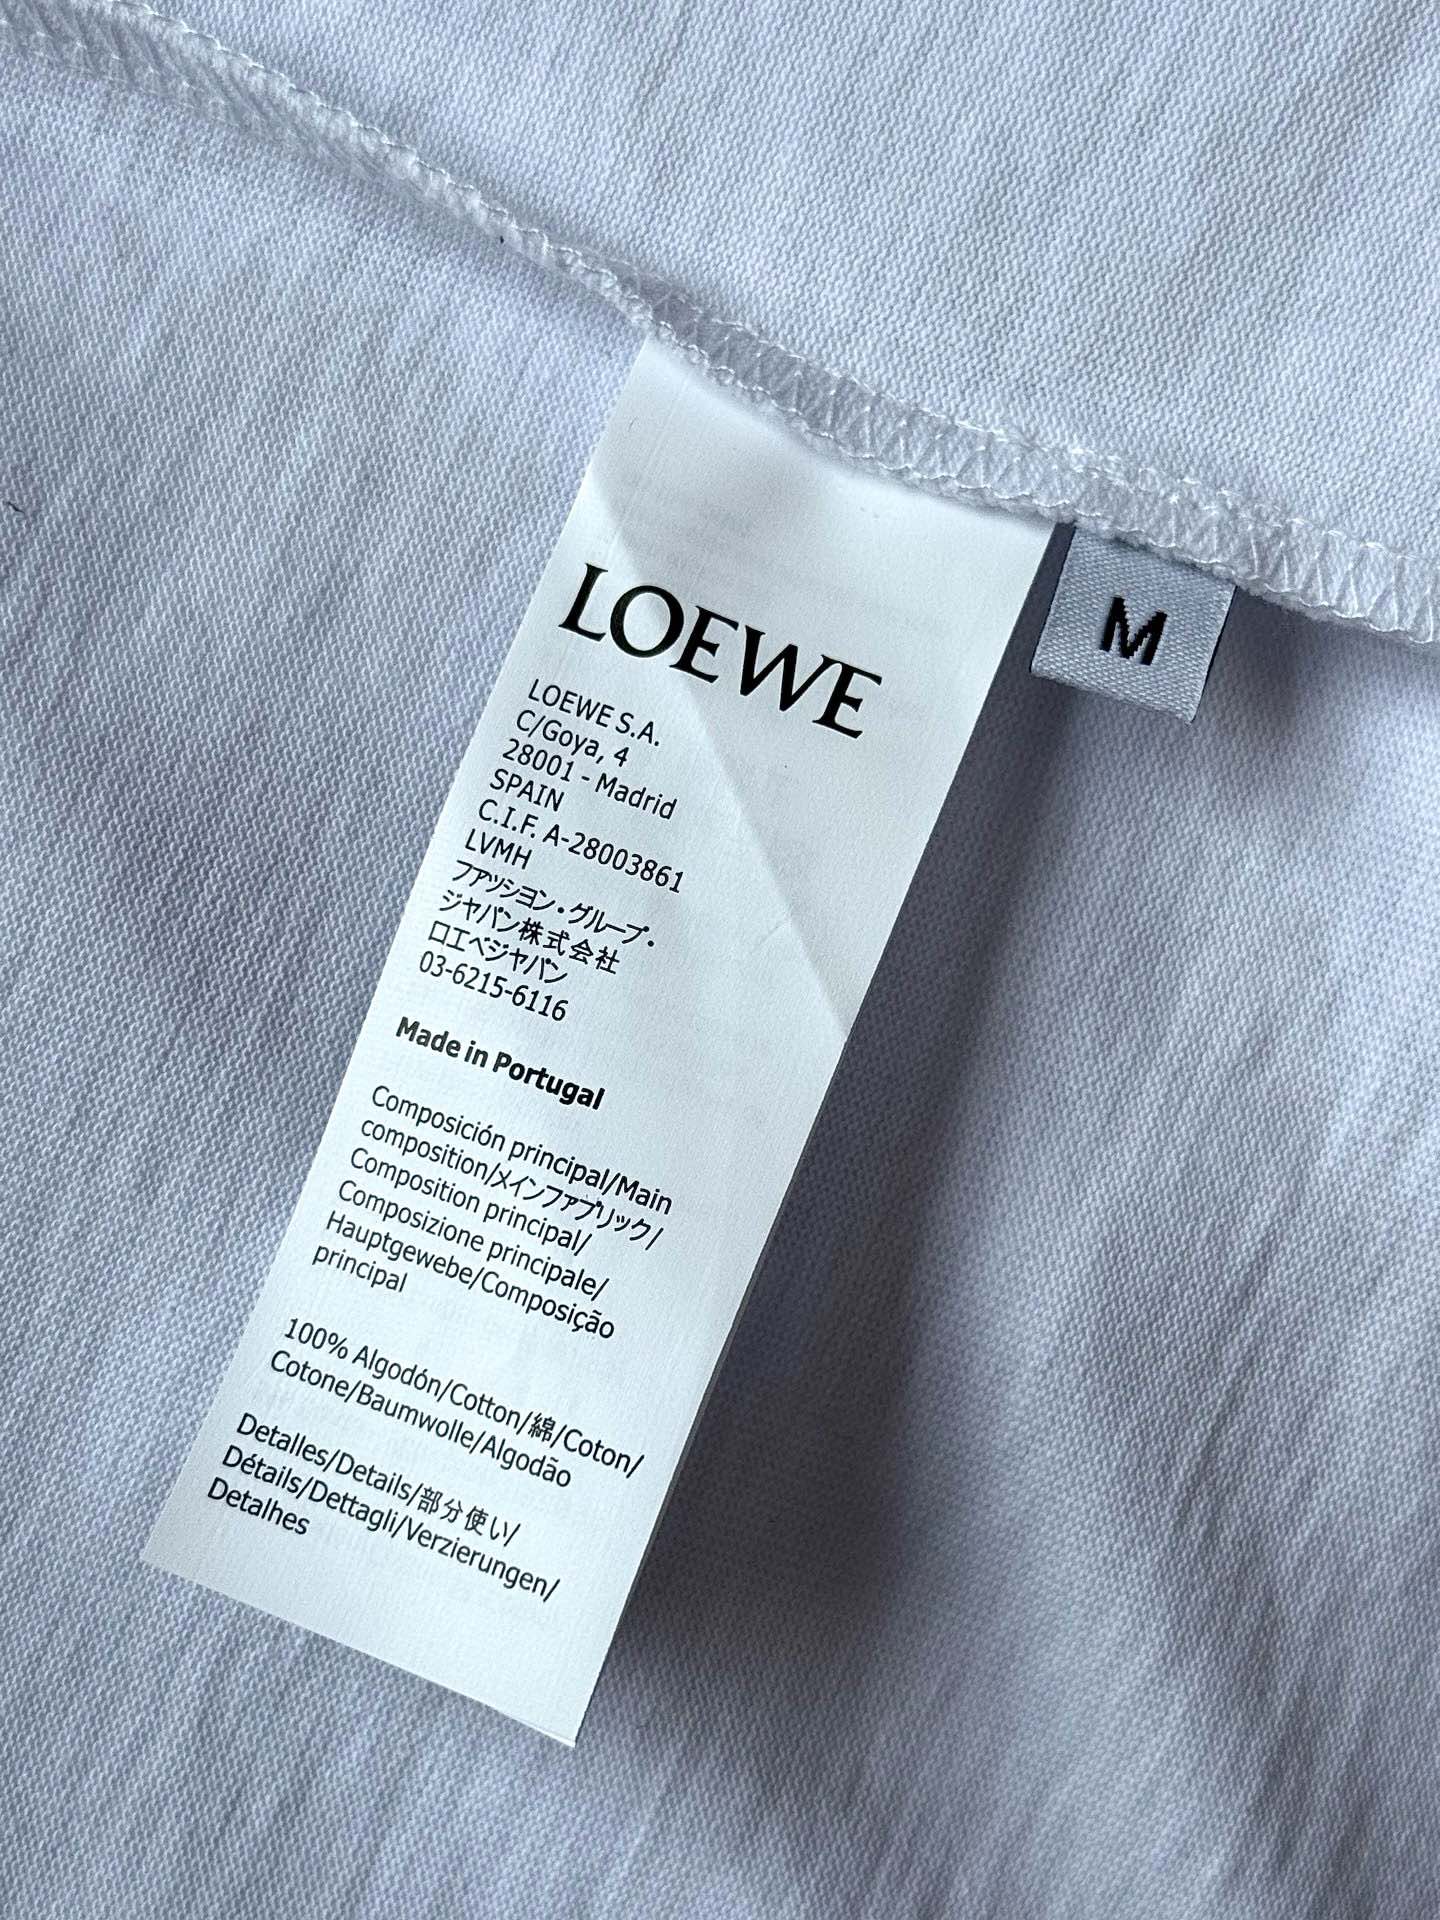 LOEWE
M
LOEWE S.A.
C/Goya, 4
28001 - Madrid
SPAIN
C.I.F. A-28003861
LVMH
ファッション・グループ・
ジャパン株式会社
ロエベジャパン
03-6215-6116
Made in Portugal
Composición principal/Main
composition/メインファブリック/
Composition principal/
Composizione principale/
Hauptgewebe/Composição
principal
100% Algodón/Cotton/綿/Coton/
Cotone/Baumwolle/Algodão
Detalles/Details/部分使い/
Détails/Dettagli/Verzierungen/
Detalhes